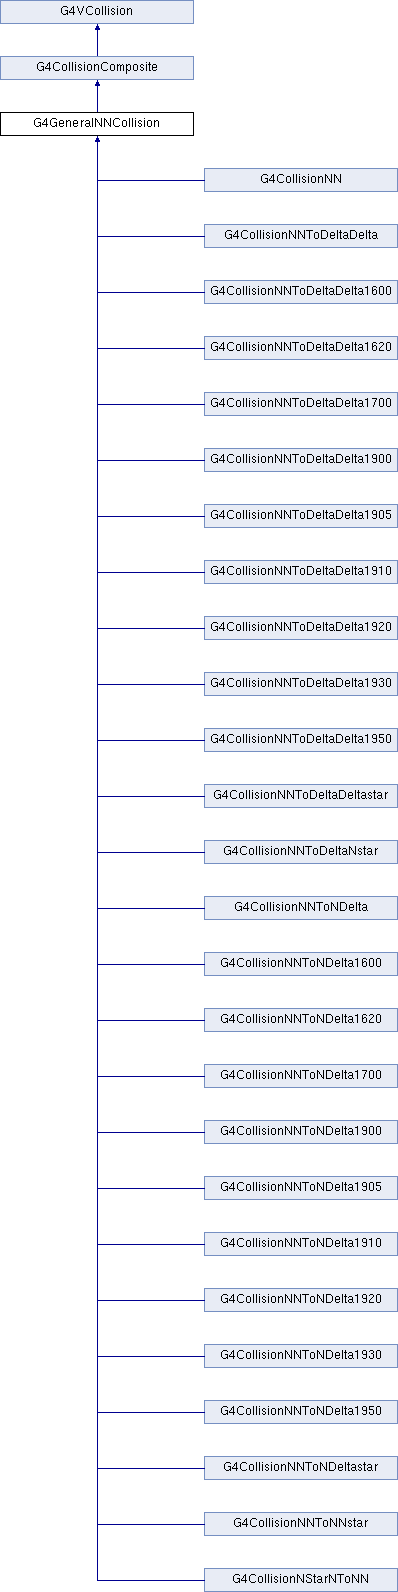 G4VCollision
G4CollisionComposite
G4GeneralNNCollision
G4CollisionNN
G4CollisionNNToDeltaDelta
G4CollisionNNToDeltaDelta1600
G4CollisionNNToDeltaDelta1620
G4CollisionNNToDeltaDelta1700
G4CollisionNNToDeltaDelta1900
G4CollisionNNToDeltaDelta1905
G4CollisionNNToDeltaDelta1910
G4CollisionNNToDeltaDelta1920
G4CollisionNNToDeltaDelta1930
G4CollisionNNToDeltaDelta1950
G4CollisionNNToDeltaDeltastar
G4CollisionNNToDeltaNstar
G4CollisionNNToNDelta
G4CollisionNNToNDelta1600
G4CollisionNNToNDelta1620
G4CollisionNNToNDelta1700
G4CollisionNNToNDelta1900
G4CollisionNNToNDelta1905
G4CollisionNNToNDelta1910
G4CollisionNNToNDelta1920
G4CollisionNNToNDelta1930
G4CollisionNNToNDelta1950
G4CollisionNNToNDeltastar
G4CollisionNNToNNstar
G4CollisionNStarNToNN